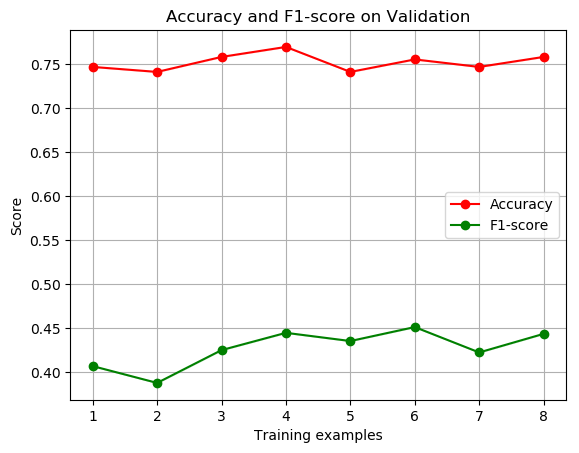 Accuracy and F1-score on Validation
Score
0.75
0.70
0.65
0.60
0.55
0.50
0.45
0.40
Accuracy
F1-score
1 2 3 4 5 6 7 8
Training examples